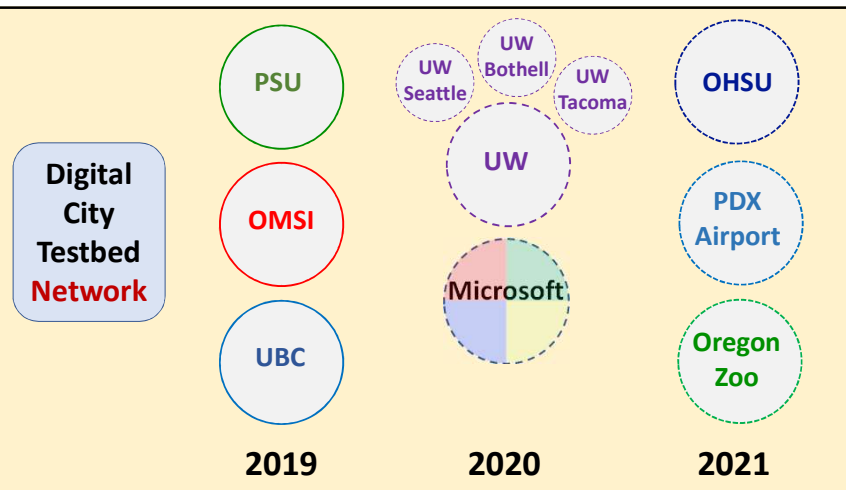 Digital
City
Testbed
Network
PSU
OMSI
UBC
2019
UW
Seattle
UW
Bothell
UW
Tacoma
UW
Microsoft
2020
OHSU
PDX
Airport
Oregon
Zoo
2021